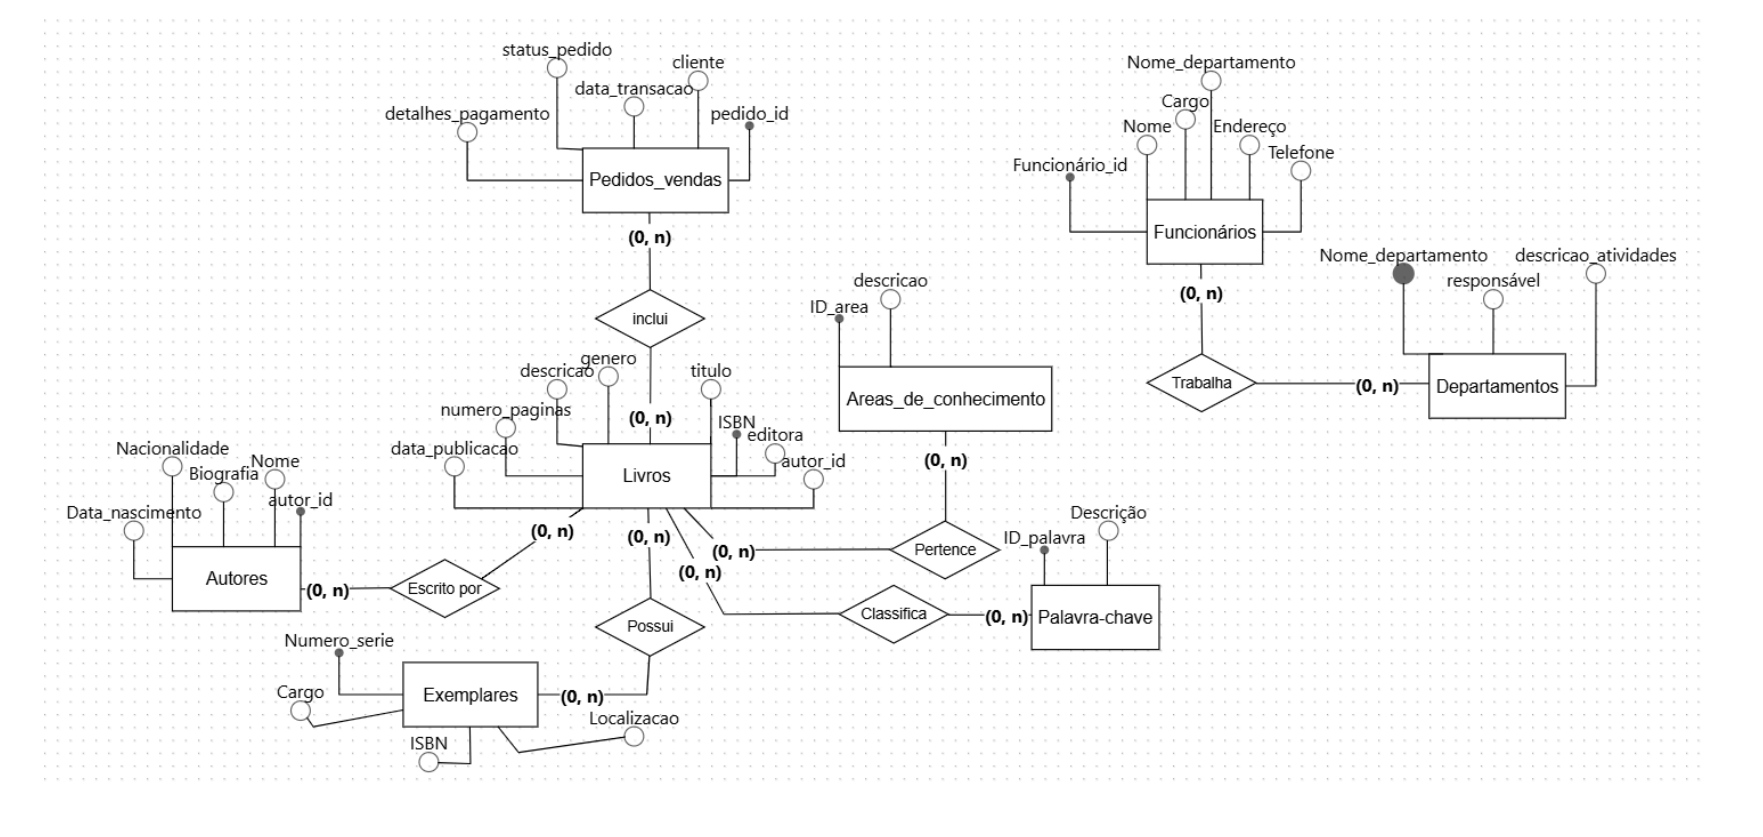 status_pedido
cliente
data_transacao
detalhes_pagamento
pedido_id
Pedidos_vendas
(0, n)
inclui
(0, n)
Nome_departamento
Cargo
Nome
Endereço
Telefone
Funcionário_id
Funcionários
(0, n)
Trabalha
(0, n)
Nome_departamento
descricao_atividades
responsável
Departamentos
descricao
ID_area
Areas_de_conhecimento
(0, n)
Pertence
(0, n)
genero
descricao
titulo
numero_paginas
ISBN
editora
data_publicacao
autor_id
Livros
(0, n)
(0, n)
(0, n)
Nacionalidade
Biografia
Nome
autor_id
Data_nascimento
Autores
(0, n)
Escrito por
Classifica
(0, n)
Descrição
ID_palavra
Palavra-chave
Possui
(0, n)
Numero_serie
Exemplares
Cargo
Localizacao
ISBN